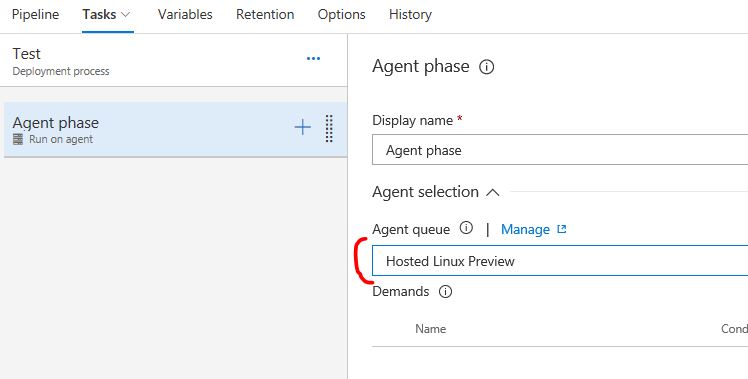 Pipeline Tasks Variables Retention Options History
Test
Deployment process
Agent phase
Run on agent
Agent phase
Display name *
Agent phase
Agent selection
Agent queue | Manage
Hosted Linux Preview
Demands
Name Cond